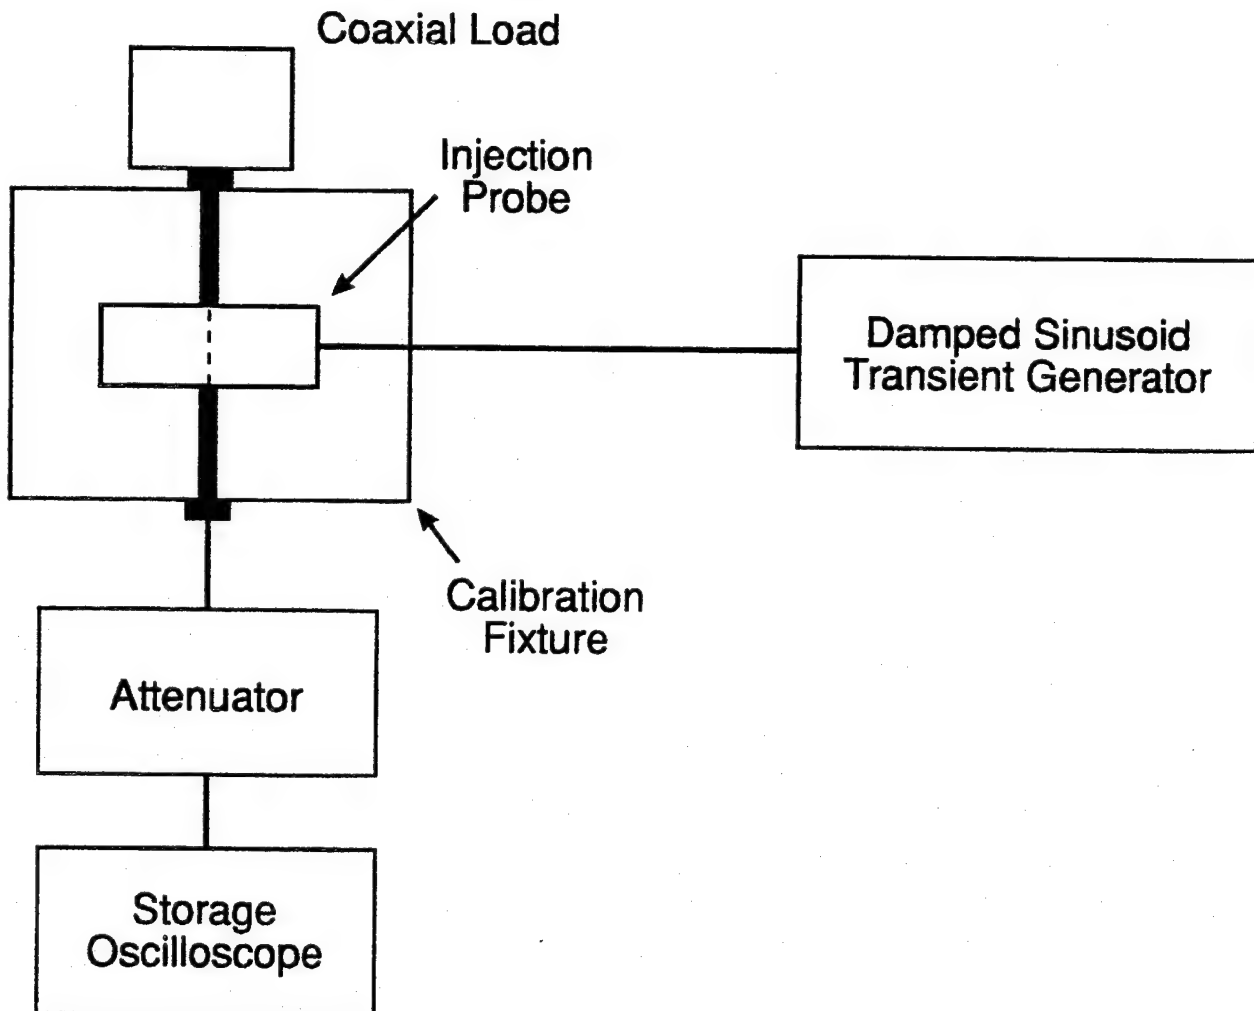 Coaxial Load
Injection
Probe
Damped Sinusoid
Transient Generator
Calibration
Fixture
Attenuator
Storage
Oscilloscope